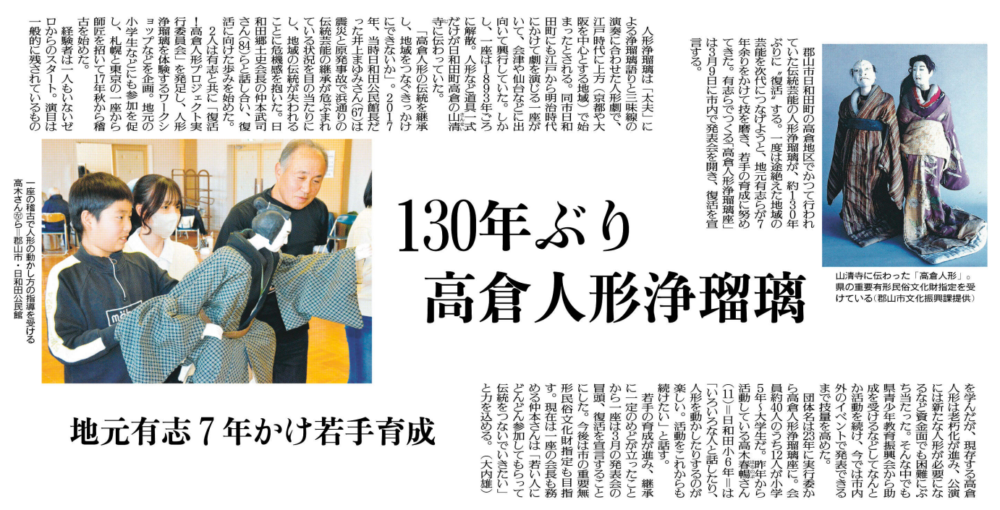 130年ぶり
高倉人形浄瑠璃
地元有志7年かけ若手育成
郡山市日和田町の高倉地区でかつて行われ
ていた伝統芸能の人形浄瑠璃が、約130年
ぶりに〝復活〟する。一度は途絶えた地域の
芸能を次代につなげようと、地元有志らが7
年余りをかけて技を磨き、若手の育成に努め
てきた。有志らでつくる「高倉人形浄瑠璃座」
は3月9日に市内で発表会を開き、復活を宣
言する。
山清寺に伝わった「高倉人形」。
県の重要有形民俗文化財指定を受
けている(郡山市文化振興課提供)
人形浄瑠璃は「太夫」に
よる浄瑠璃語りと三味線の
演奏に合わせた人形劇で、
江戸時代に上方(京都や大
阪を中心とする地域)で始
まったとされる。同市日和
田町にも江戸から明治時代
にかけて劇を演じる一座が
いて、会津や仙台などに出
向いて興行していた。しか
し、一座は1893年ごろ
に解散。人形など道具一式
だけが日和田町高倉の山清
寺に伝わっていた。
「高倉人形の伝統を継承
し、地域をつなぐきっかけ
にできないか」。2017
年、当時日和田公民館長だ
った井上まゆみさん(67)は
震災と原発事故で浜通りの
伝統芸能の継承が危ぶまれ
ている状況を目の当たりに
し、地域の伝統が失われる
ことに危機感を抱いた。日
和田郷土史会長の仲本武司
さん(84)らと話し合い、復
活に向けた歩みを始めた。
2人は有志と共に「復活
!高倉人形プロジェクト実
行委員会」を発足し、人形
浄瑠璃を体験するワークシ
ョップなどを企画。地元の
小学生などにも参加を促
し、札幌と東京の一座から
師匠を招いて17年秋から稽
古を始めた。
経験者は一人もいないゼ
ロからのスタート。演目は
一般的に残されているもの
を学んだが、現存する高倉
人形は老朽化が進み、公演
には新たな人形が必要にな
るなど資金面でも困難にぶ
ち当たった。そんな中でも
県青少年教育振興会から助
成を受けるなどしてなんと
か活動を続け、今では市内
外のイベントで発表できる
まで技量を高めた。
団体名は23年に実行委か
ら高倉人形浄瑠璃座に。会
員約40人のうち12人が小学
5年~大学生だ。昨年から
活動している高木春暢さん
(11)=日和田小6年=は
「いろいろな人と話したり、
人形を動かしたりするのが
楽しい。活動をこれからも
続けたい」と話す。
若手の育成が進み、継承
に一定のめどが立ったこと
から一座は3月の発表会の
冒頭、復活を宣言すること
にした。今後は市の重要無
形民俗文化財指定も目指
す。現在は一座の会長も務
める仲本さんは「若い人に
どんどん参加してもらって
伝統をつないでいきたい」
と力を込める。(大内雄)
一座の稽古で人形の動かし方の指導を受ける
高木さん㊧ら=郡山市・日和田公民館